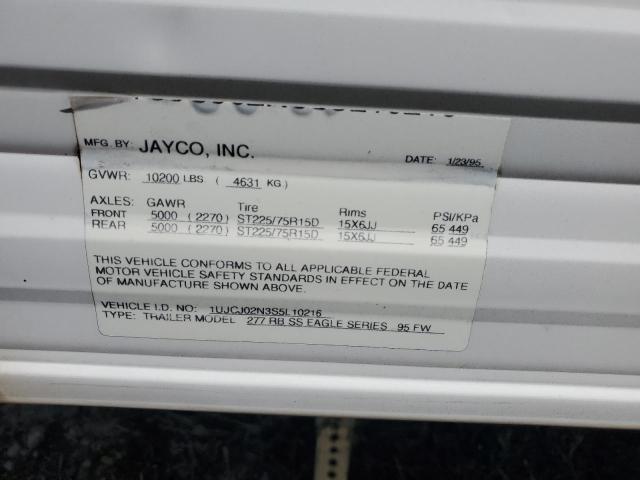 MFG. BY: JAYCO, INC. DATE: 1/23/95
GVWR: 10200 LBS. ( 4631 KG.)
AXLES: GAWR Tire Rims PSI/KPa
FRONT 5000 (2270) ST225/75R15D 15X6JJ 65 449
REAR 5000 (2270) ST225/75R15D 15X6JJ 65 449
THIS VEHICLE CONFORMS TO ALL APPLICABLE FEDERAL
MOTOR VEHICLE SAFETY STANDARDS IN EFFECT ON THE DATE
OF MANUFACTURE SHOWN ABOVE.
VEHICLE I.D. NO: 1UJCJ02N3S5L10216
TYPE: TRAILER MODEL 277 RB SS EAGLE SERIES 95 FW